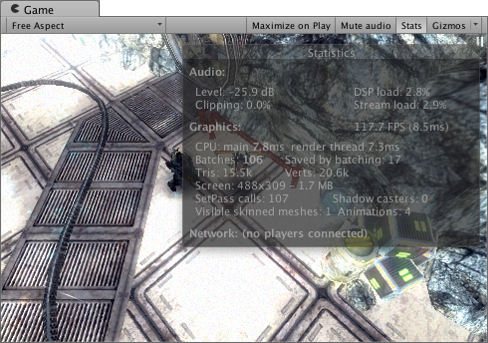 Game
Free Aspect Maximize on Play Mute audio Stats Gizmos
Statistics
Audio:
Level: -25.9 dB DSP load: 2.8%
Clipping: 0.0% Stream load: 2.9%
Graphics: 117.7 FPS (8.5ms)
CPU: main 7.8ms render thread 7.3ms
Batches: 106 Saved by batching: 17
Tris: 15.5k Verts: 20.6k
Screen: 488x309 - 1.7 MB
SetPass calls: 107 Shadow casters: 0
Visible skinned meshes: 1 Animations: 4
Network: (no players connected)